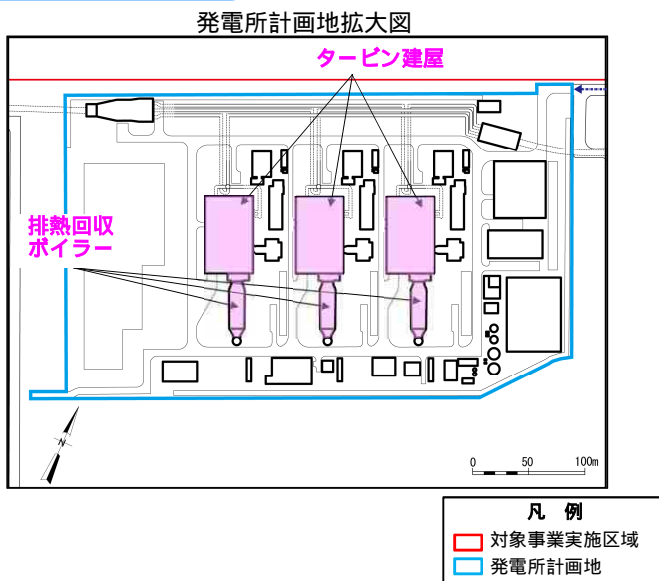 発電所計画地拡大図
タービン建屋
排熱回収
ボイラー
N
0 50 100m
凡 例
対象事業実施区域
発電所計画地